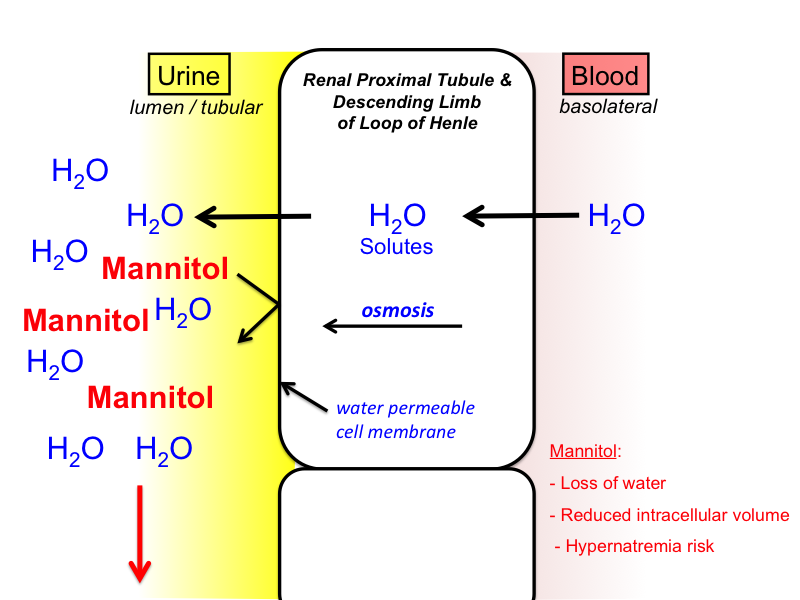 Urine
lumen / tubular
Renal Proximal Tubule &
Descending Limb
of Loop of Henle
Blood
basolateral
H2O
H2O
H2O
H2O
Solutes
H2O
Mannitol
Mannitol
H2O
osmosis
H2O
Mannitol
water permeable
cell membrane
H2O H2O
Mannitol:
- Loss of water
- Reduced intracellular volume
- Hypernatremia risk